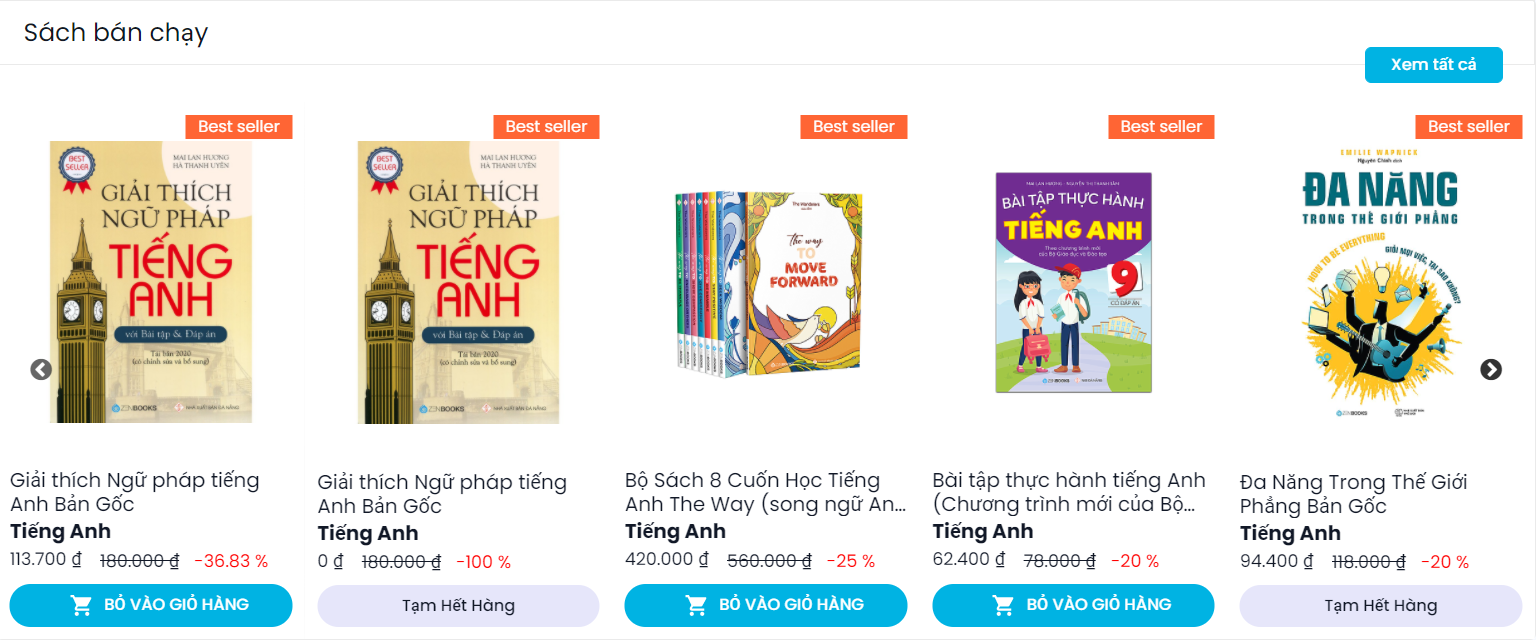 Sách bán chạy
Xem tất cả
Best seller
BEST
SELLER
MAI LAN HƯƠNG
HÀ THANH UYÊN
GIẢI THÍCH
NGỮ PHÁP
TIẾNG
ANH
với Bài tập & Đáp án
Tái bản 2020
(có chỉnh sửa và bổ sung)
ZENBOOKS
NHÀ XUẤT BẢN ĐÀ NẴNG
Giải thích Ngữ pháp tiếng
Anh Bản Gốc
Tiếng Anh
113.700 ₫ 180.000 ₫ -36.83 %
BỎ VÀO GIỎ HÀNG
Best seller
BEST
SELLER
MAI LAN HƯƠNG
HÀ THANH UYÊN
GIẢI THÍCH
NGỮ PHÁP
TIẾNG
ANH
với Bài tập & Đáp án
Tái bản 2020
(có chỉnh sửa và bổ sung)
ZENBOOKS
NHÀ XUẤT BẢN ĐÀ NẴNG
Giải thích Ngữ pháp tiếng
Anh Bản Gốc
Tiếng Anh
0 ₫ 180.000 ₫ -100 %
Tạm Hết Hàng
Best seller
The Windflers
The way
TO
MOVE
FORWARD
Bộ Sách 8 Cuốn Học Tiếng
Anh The Way (song ngữ An...
Tiếng Anh
420.000 ₫ 560.000 ₫ -25 %
BỎ VÀO GIỎ HÀNG
Best seller
MAI LAN HƯƠNG - NGUYỄN THỊ THANH TÂM
BÀI TẬP THỰC HÀNH
TIẾNG ANH
Theo chương trình mới
của Bộ Giáo dục và Đào tạo
9
CÓ ĐÁP ÁN
ZENBOOKS
Bài tập thực hành tiếng Anh
(Chương trình mới của Bộ...
Tiếng Anh
62.400 ₫ 78.000 ₫ -20 %
BỎ VÀO GIỎ HÀNG
Best seller
EMILIE WAPNICK
Nguyên Chính dịch
ĐA NĂNG
TRONG THẾ GIỚI PHẲNG
HOW TO BE EVERYTHING
GIỎI MỌI VIỆC, TẠI SAO KHÔNG?
ZENBOOKS
Đa Năng Trong Thế Giới
Phẳng Bản Gốc
Tiếng Anh
94.400 ₫ 118.000 ₫ -20 %
Tạm Hết Hàng